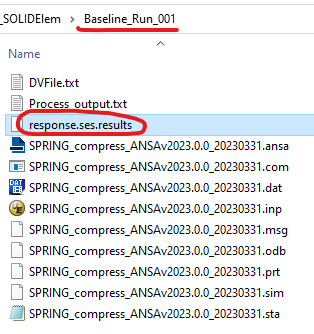 _SOLIDElem > Baseline_Run_001
Name
DVFile.txt
Process_output.txt
response.ses.results
SPRING_compress_ANSAv2023.0.0_20230331.ansa
SPRING_compress_ANSAv2023.0.0_20230331.com
SPRING_compress_ANSAv2023.0.0_20230331.dat
SPRING_compress_ANSAv2023.0.0_20230331.inp
SPRING_compress_ANSAv2023.0.0_20230331.msg
SPRING_compress_ANSAv2023.0.0_20230331.odb
SPRING_compress_ANSAv2023.0.0_20230331.prt
SPRING_compress_ANSAv2023.0.0_20230331.sim
SPRING_compress_ANSAv2023.0.0_20230331.sta